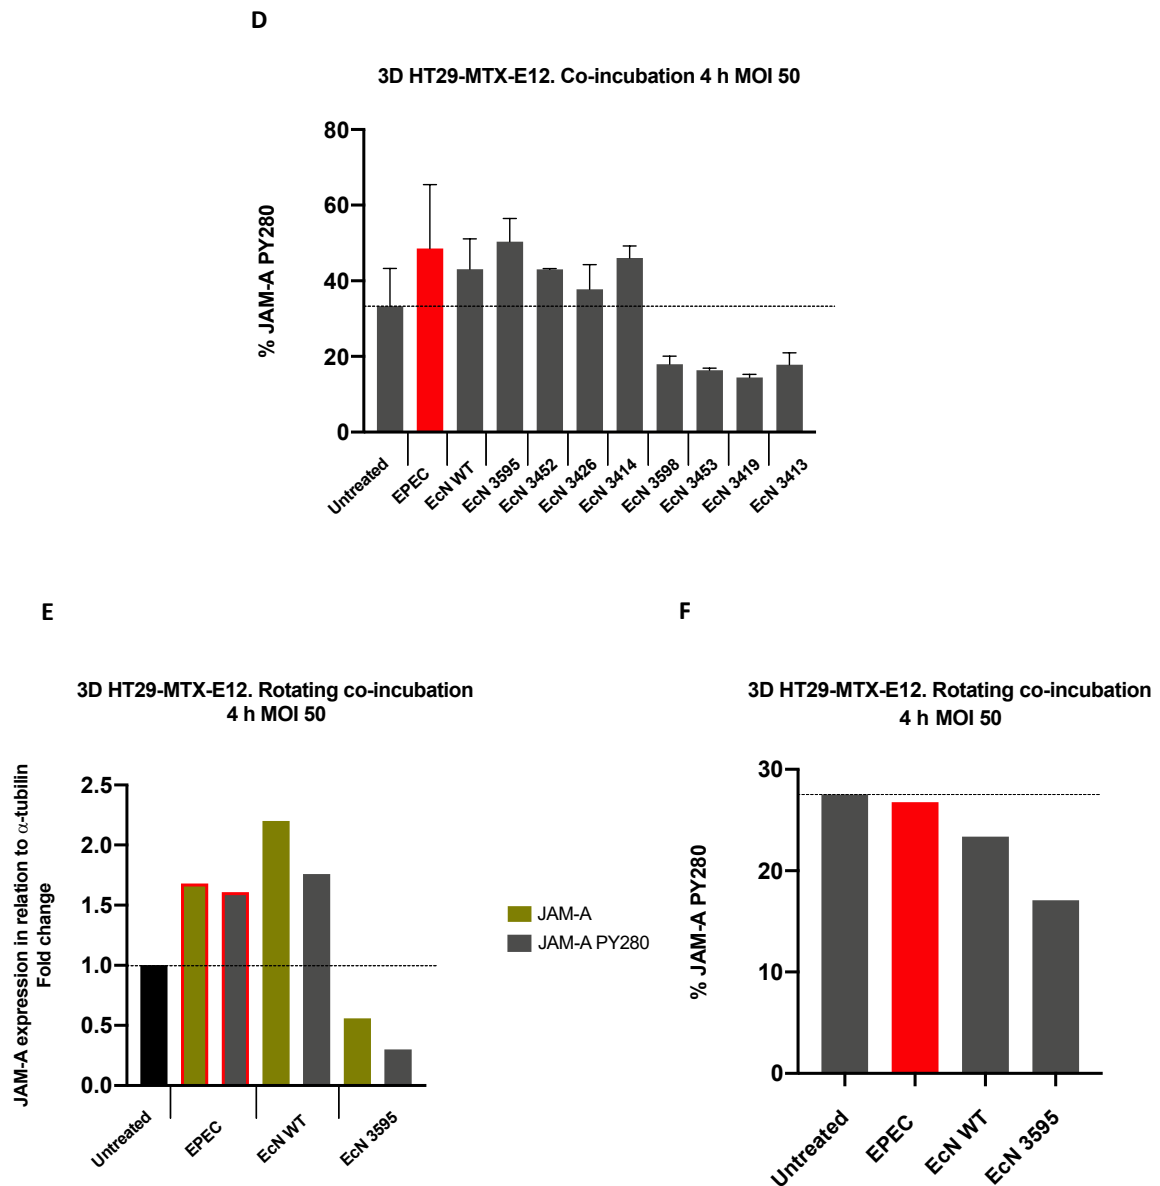 D
3D HT29-MTX-E12. Co-incubation 4 h MOI 50
% JAM-A PY280
80
60
40
20
0
Untreated
EPEC
EcN WT
EcN 3595
EcN 3452
EcN 3426
EcN 3414
EcN 3598
EcN 3453
EcN 3419
EcN 3413
E
3D HT29-MTX-E12. Rotating co-incubation
4 h MOI 50
JAM-A expression in relation to α-tubilin
Fold change
2.5
2.0
1.5
1.0
0.5
0.0
Untreated
EPEC
EcN WT
EcN 3595
JAM-A
JAM-A PY280
F
3D HT29-MTX-E12. Rotating co-incubation
4 h MOI 50
% JAM-A PY280
30
20
10
0
Untreated
EPEC
EcN WT
EcN 3595